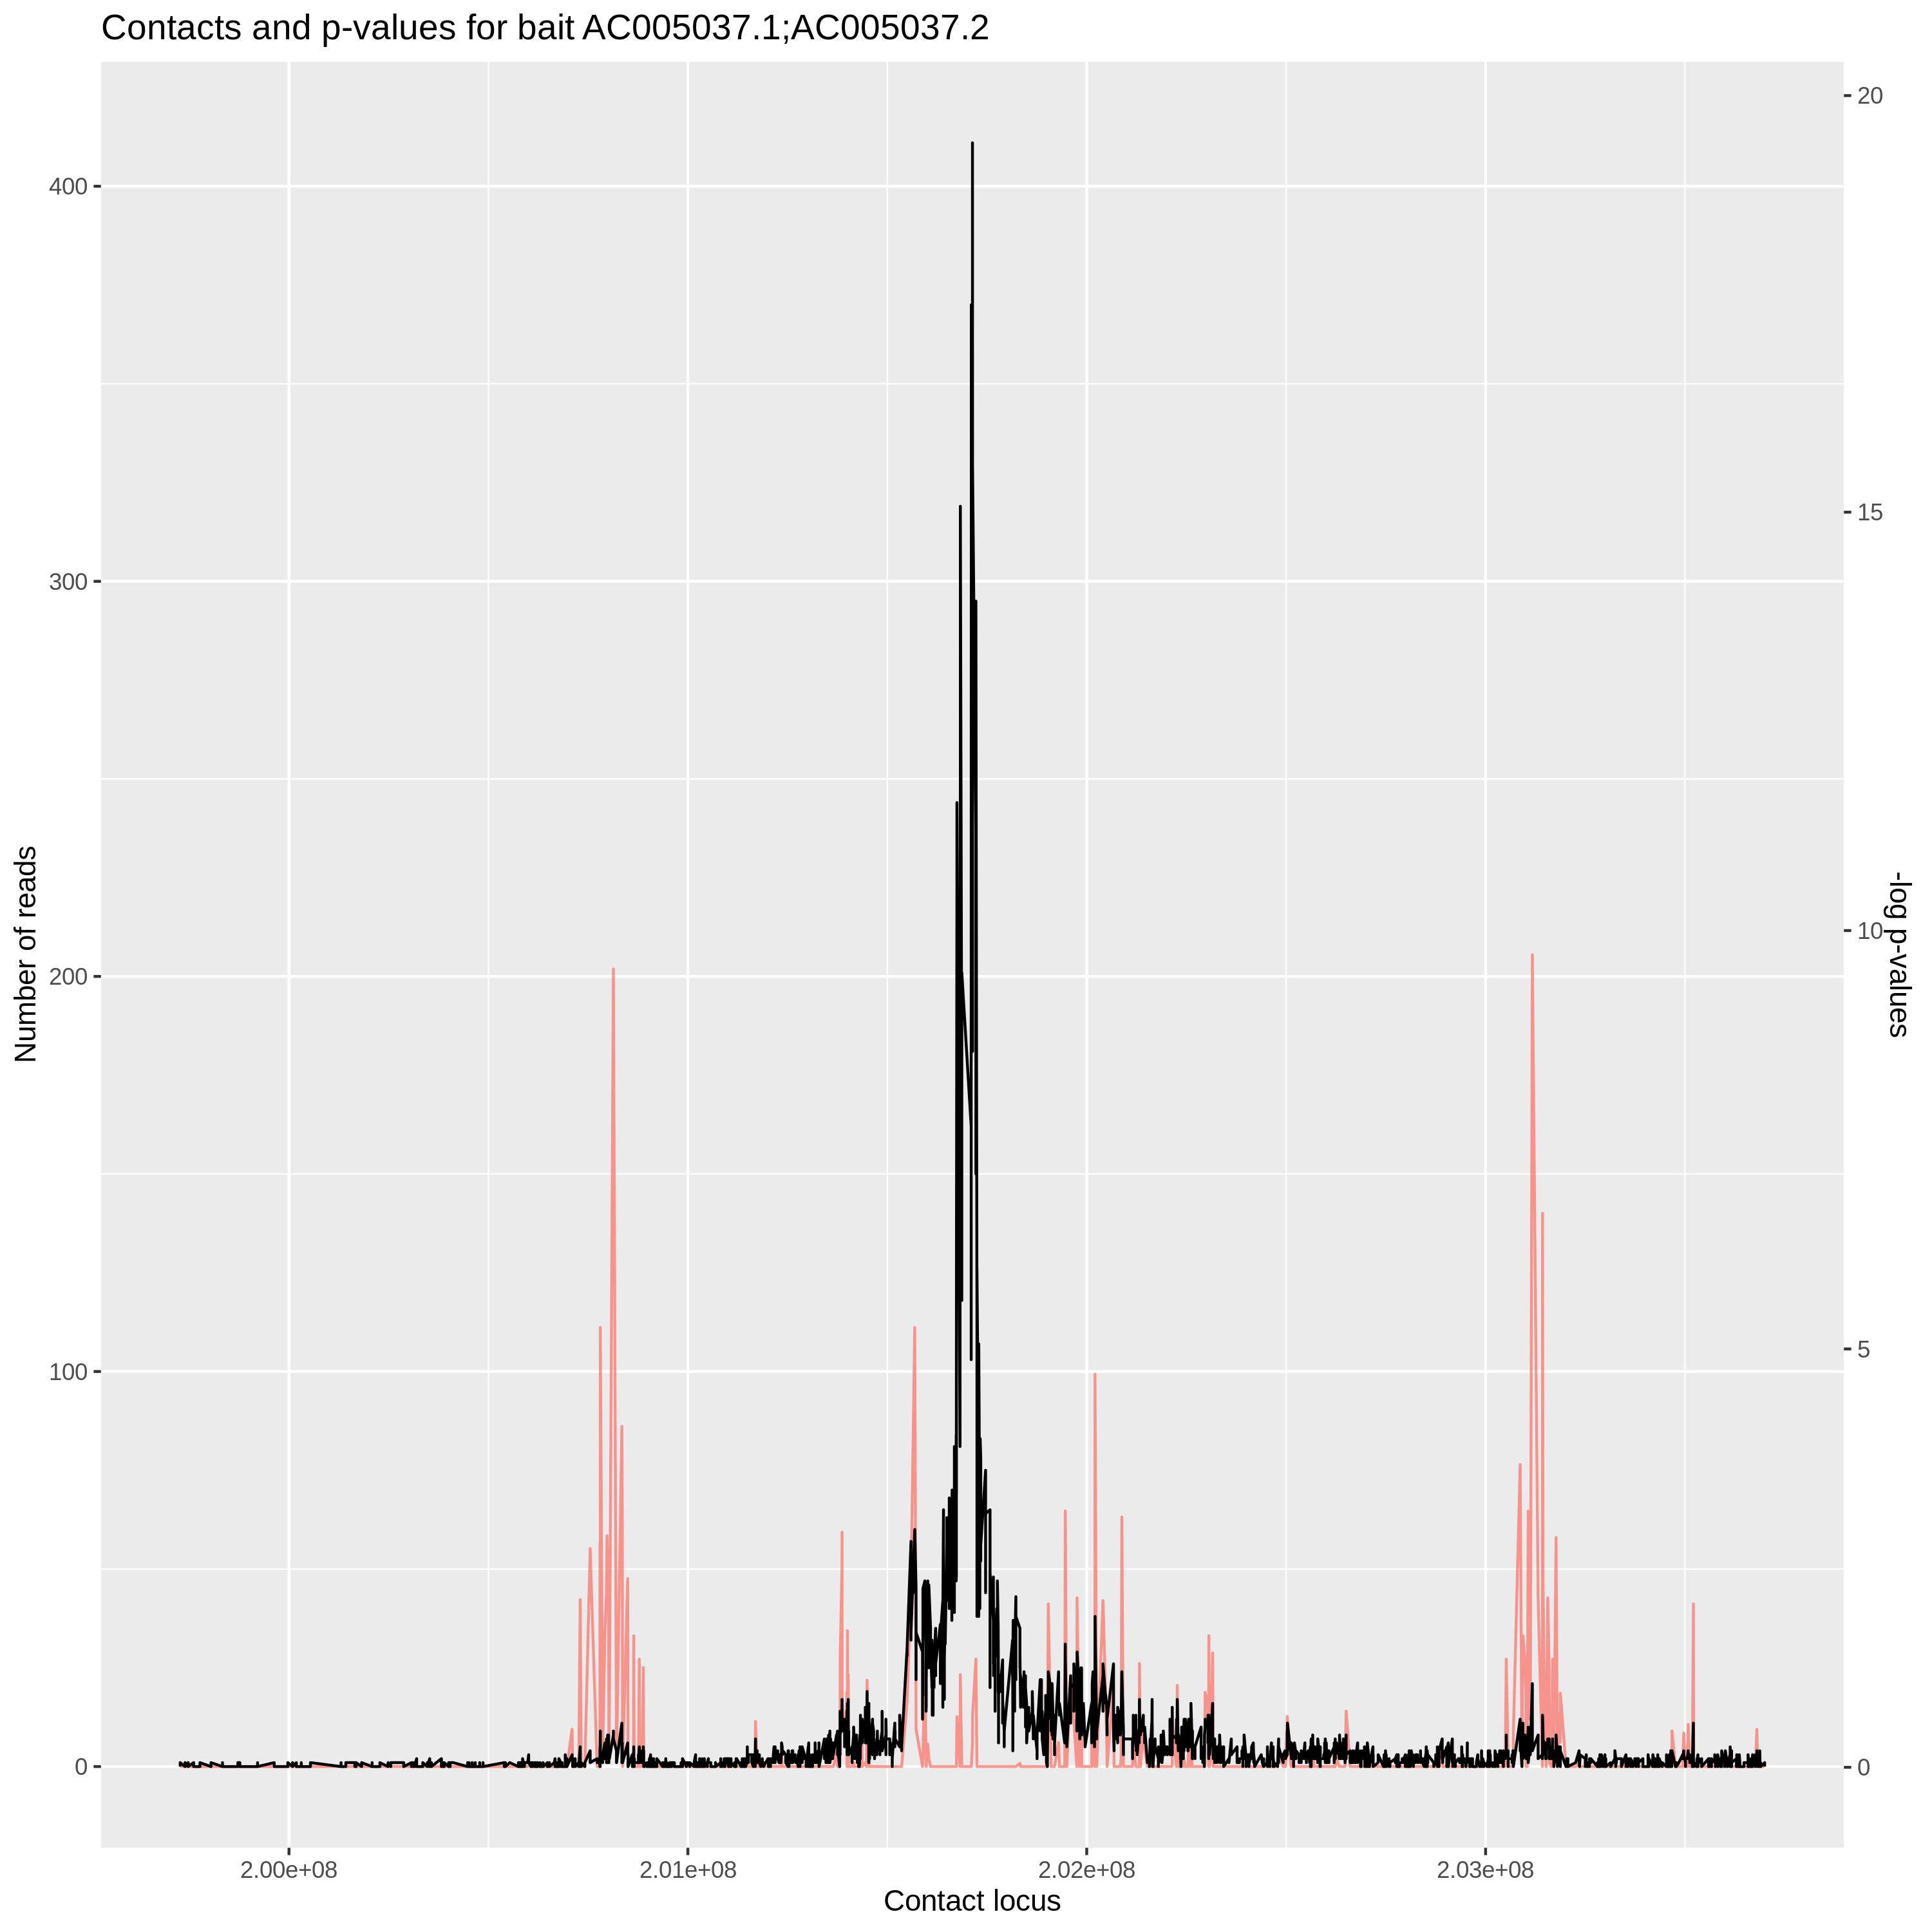 Contacts and p-values for bait AC005037.1;AC005037.2
Number of reads
400
300
200
100
0
20
15
10
5
0
-log p-values
2.00e+08
2.01e+08
2.02e+08
2.03e+08
Contact locus